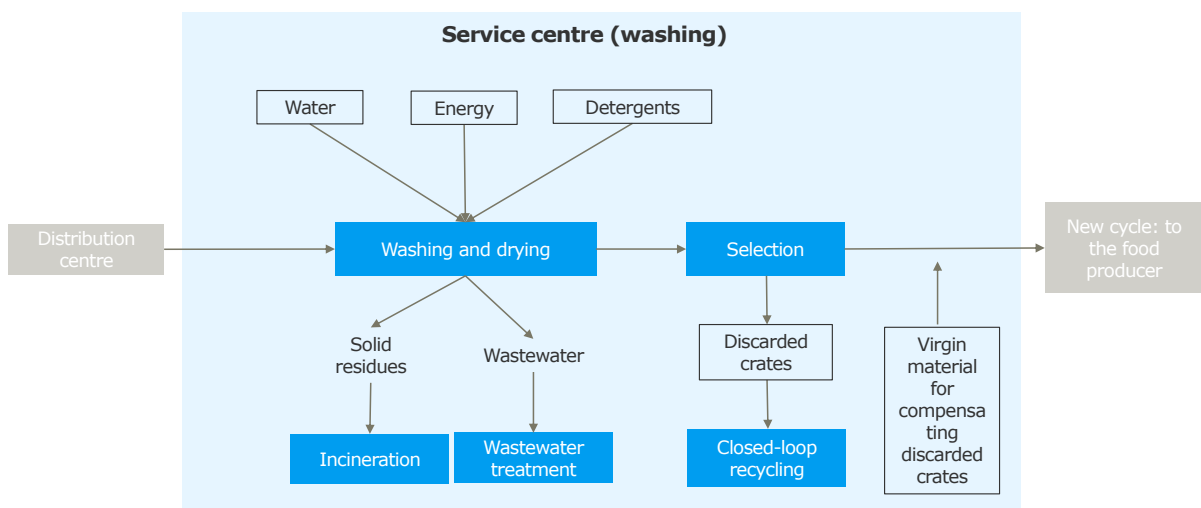 Service centre (washing)
Water
Energy
Detergents
Distribution
centre
Washing and drying
Selection
New cycle: to
the food
producer
Solid
residues
Wastewater
Discarded
crates
Virgin
material
for
compensa
ting
discarded
crates
Incineration
Wastewater
treatment
Closed-loop
recycling